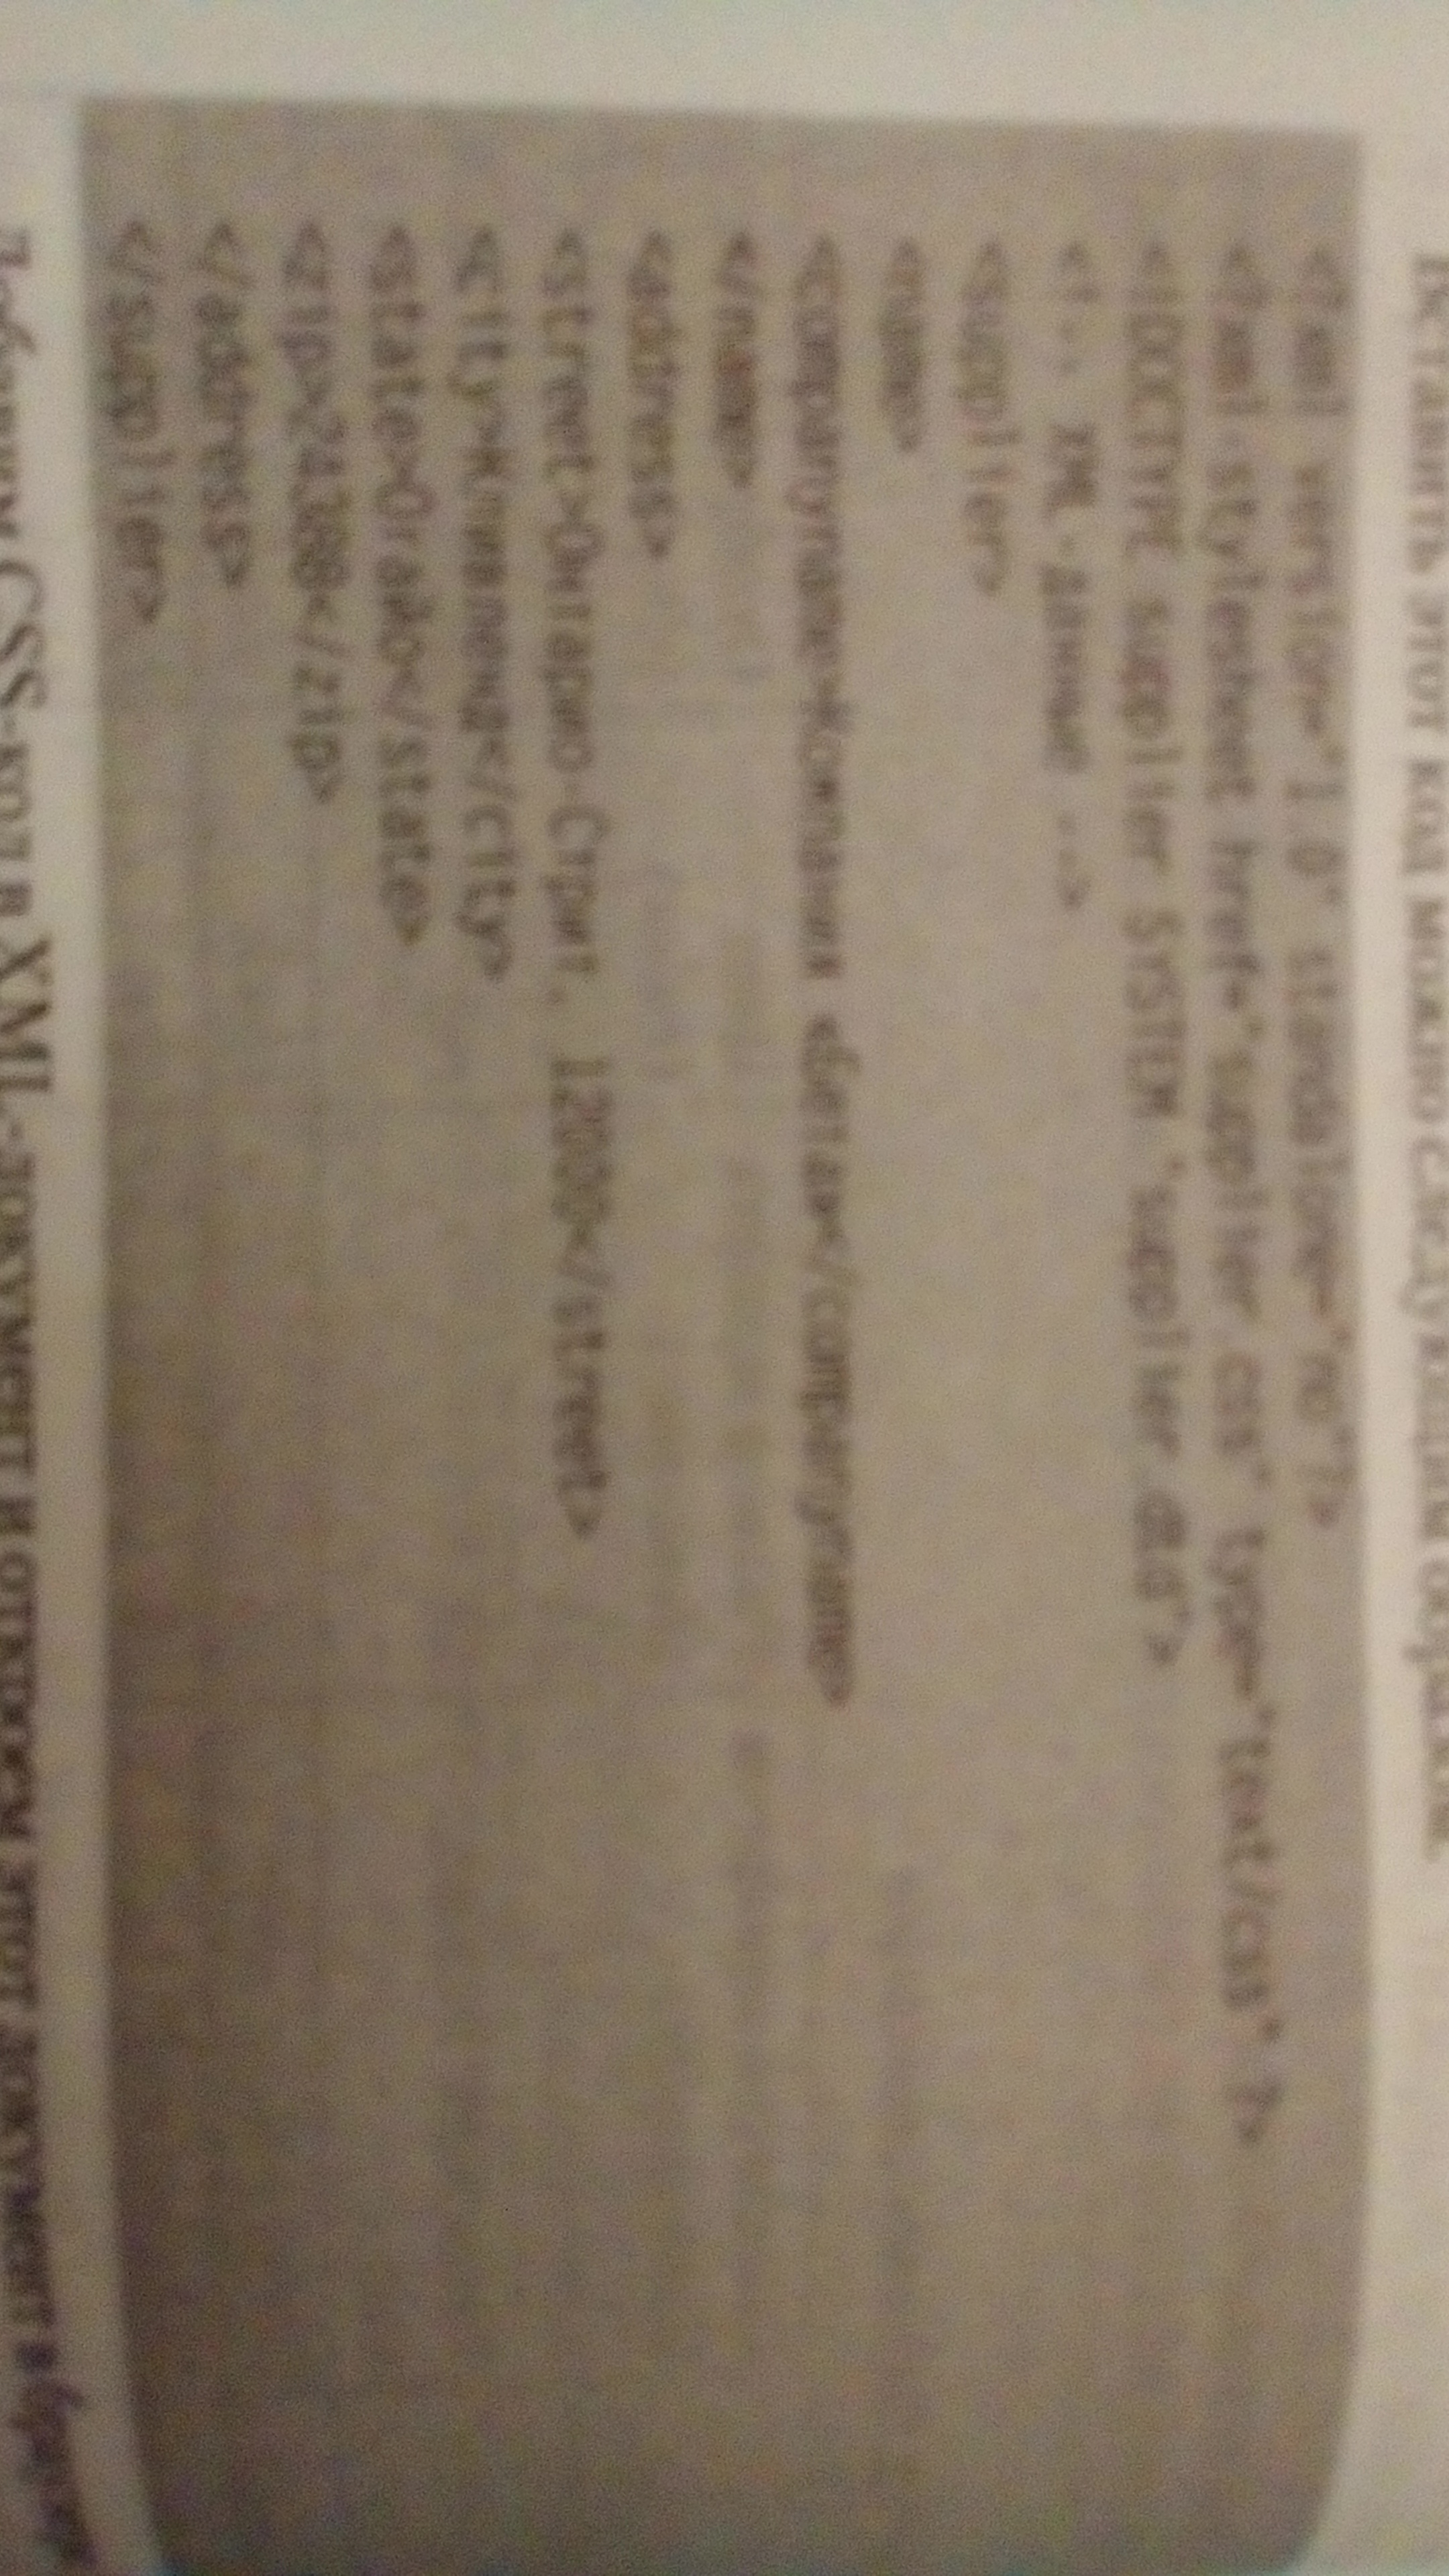 Вставить этот код можно следующим образом.
<?xml version="1.0" standalone="no"?>
<?xml-stylesheet href="supplier.css" type="text/css" ?>
<!DOCTYPE supplier SYSTEM "supplier.dtd">
<!-- XML-данные -->
<supplier>
<name>
<companyname>Компания «Бета»</companyname>
</name>
<address>
<street>Онтарио-Стрит, 12000</street>
<city>Кливленд</city>
<state>Огайо</state>
<zip>24388</zip>
</address>
</supplier>
Добавим CSS-код в XML-документ и откроем этот документ в браузере